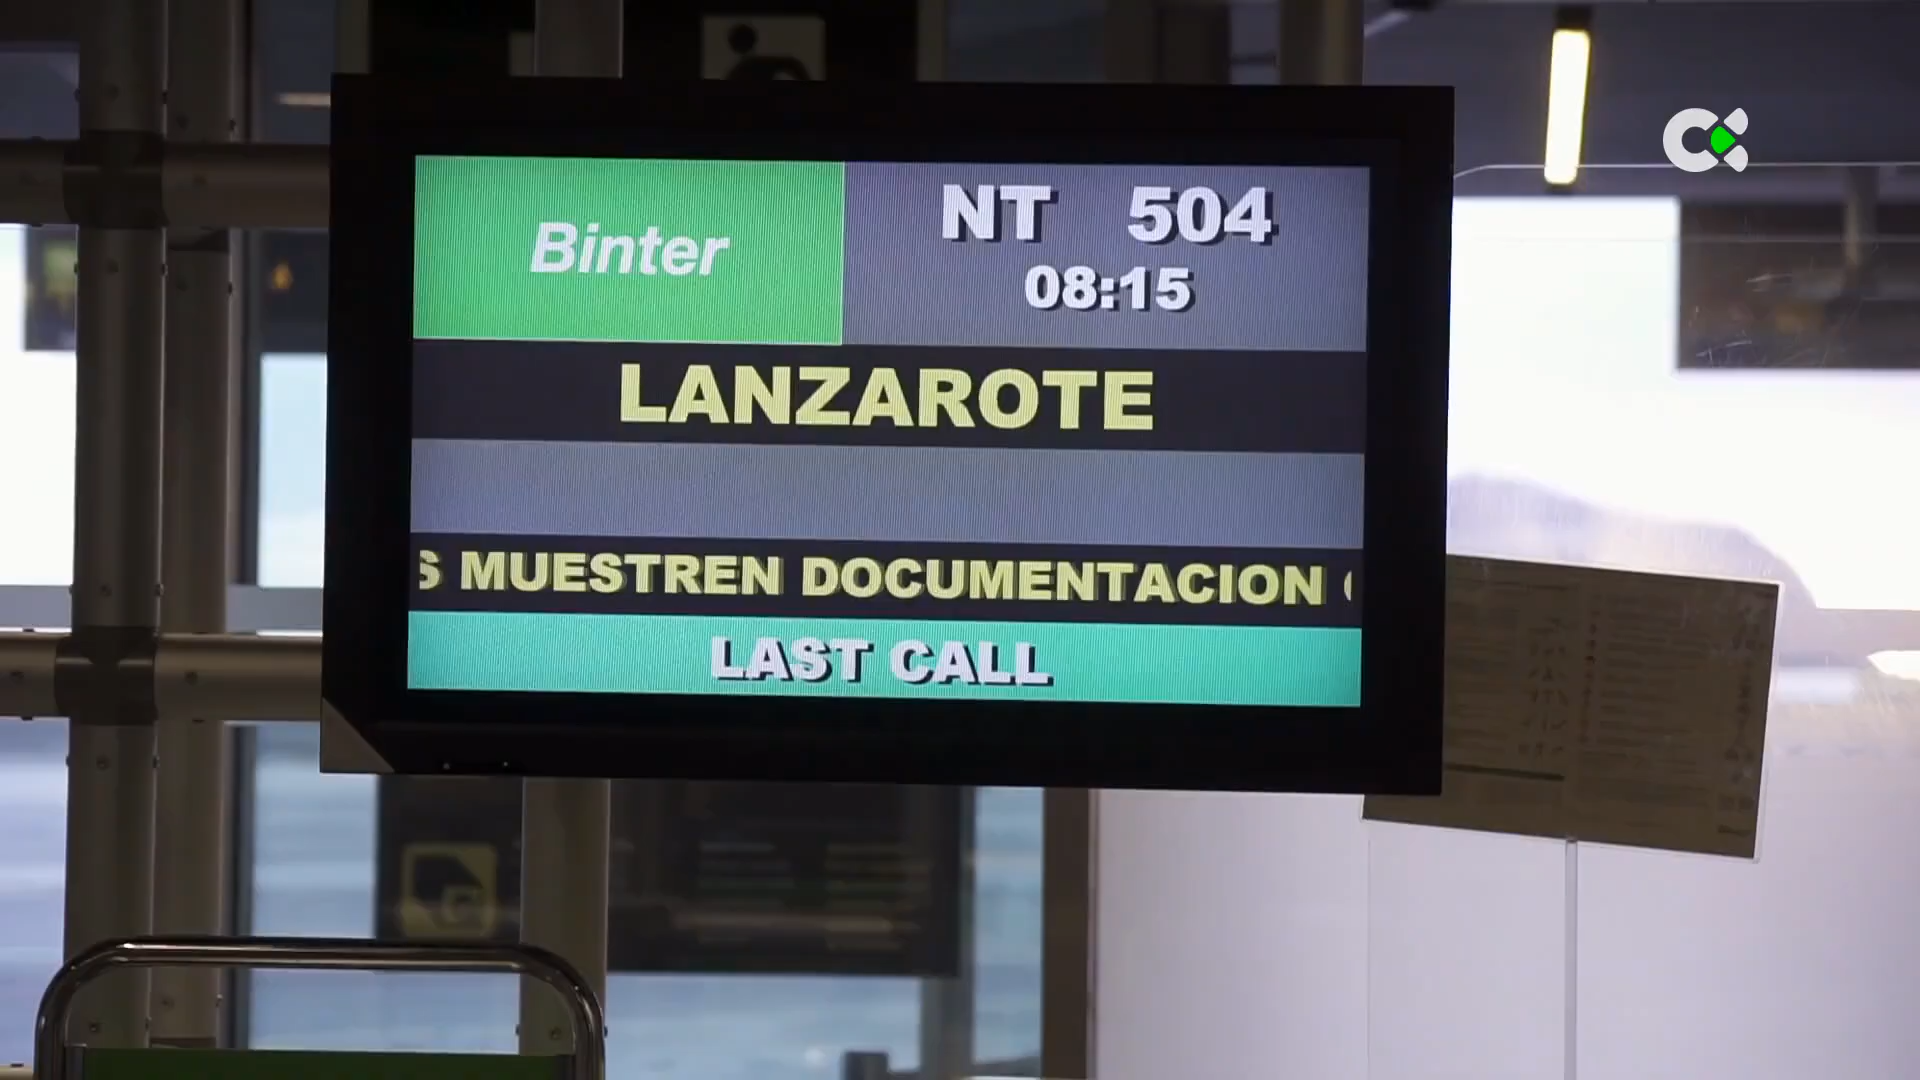 Binter
NT 504
08:15
LANZAROTE
S MUESTREN DOCUMENTACION
LAST CALL